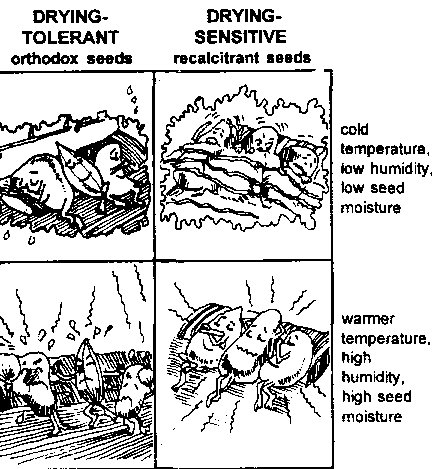 DRYING-
TOLERANT
orthodox seeds
DRYING-
SENSITIVE
recalcitrant seeds
cold
temperature,
low humidity,
low seed
moisture
warmer
temperature,
high
humidity,
high seed
moisture